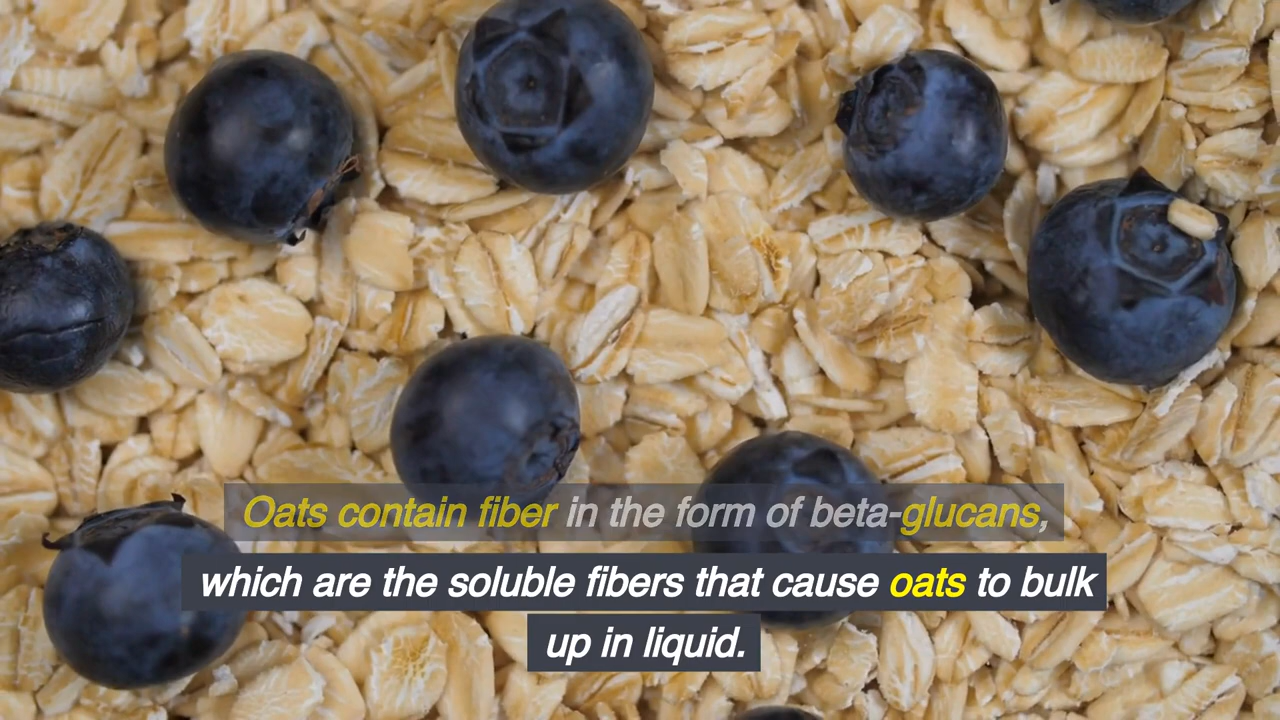 Oats contain fiber in the form of beta-glucans,
which are the soluble fibers that cause oats to bulk
up in liquid.